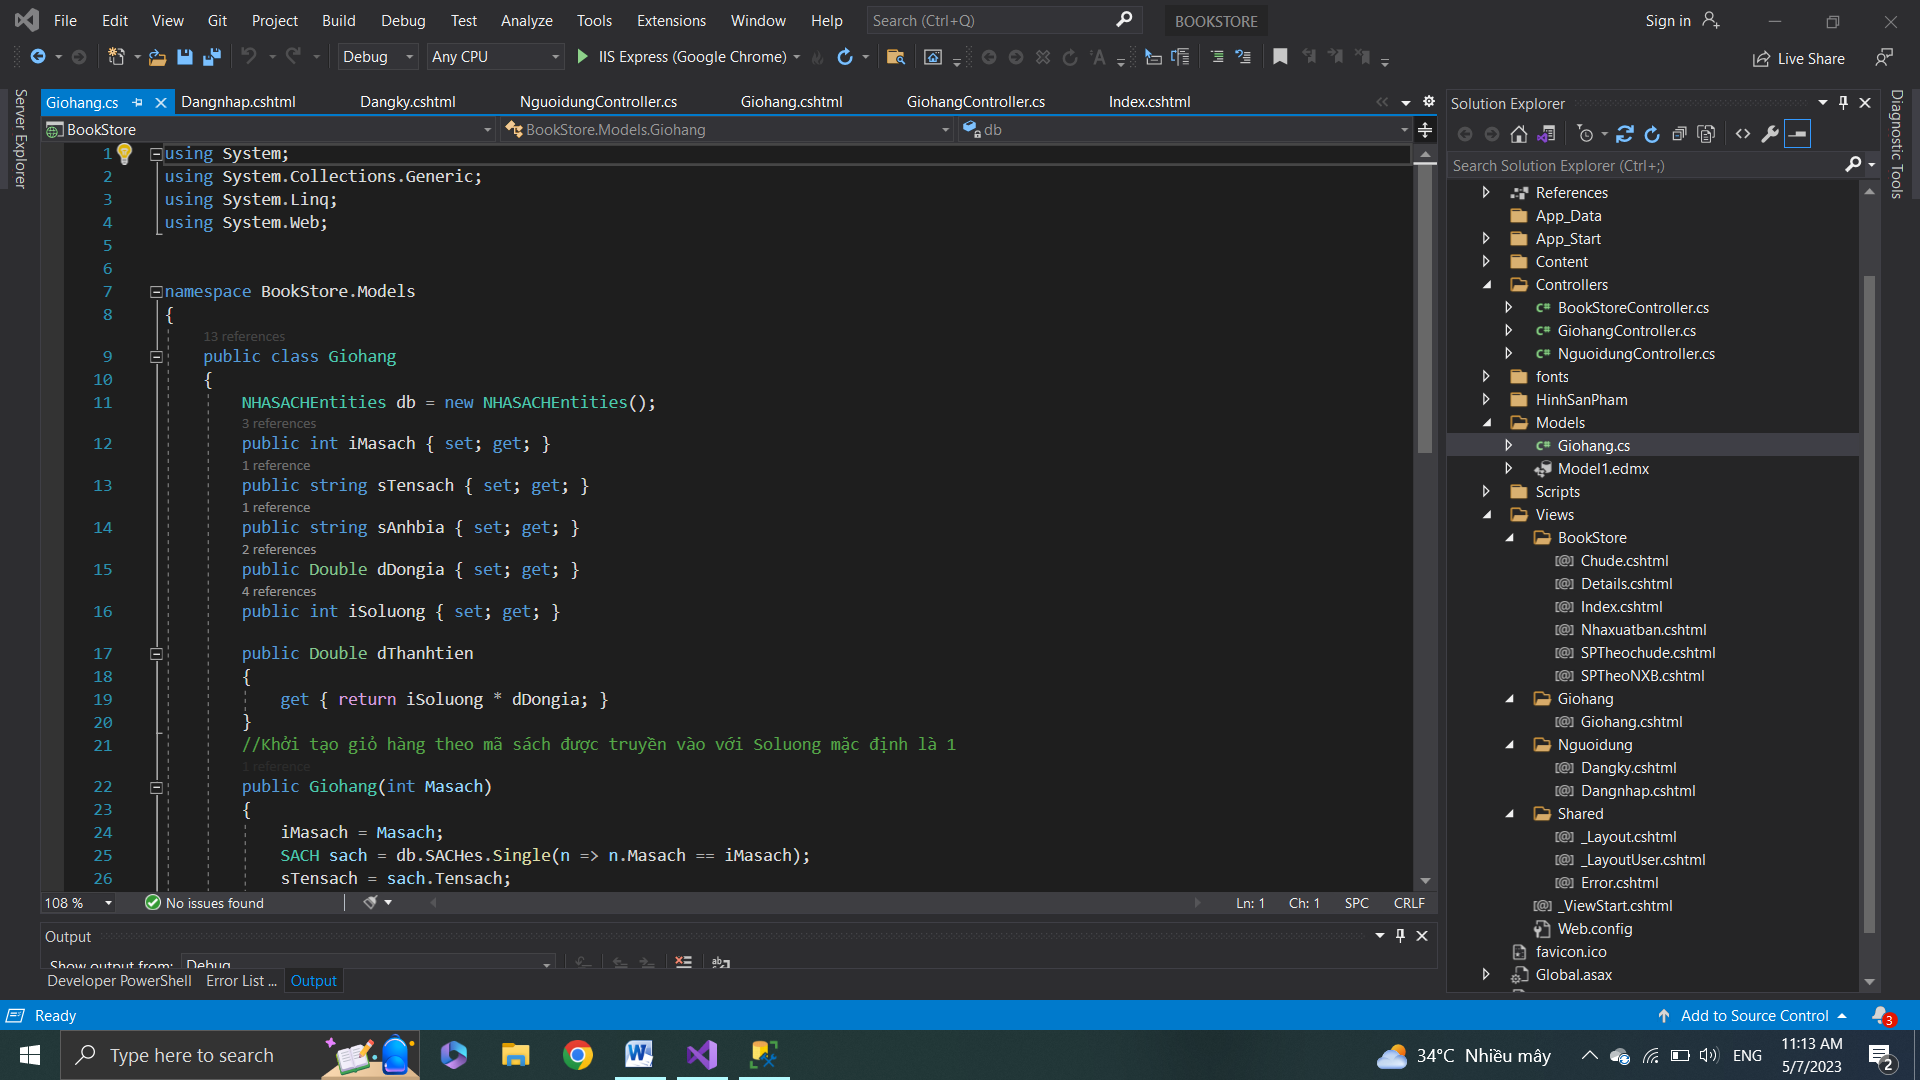 File Edit View Git Project Build Debug Test Analyze Tools Extensions Window Help Search (Ctrl+Q) BOOKSTORE Sign in
Debug Any CPU IIS Express (Google Chrome) Live Share
Server Explorer
Giohang.cs Dangnhap.cshtml Dangky.cshtml NguoidungController.cs Giohang.cshtml GiohangController.cs Index.cshtml
BookStore BookStore.Models.Giohang db
1 using System;
2 using System.Collections.Generic;
3 using System.Linq;
4 using System.Web;
5
6
7 namespace BookStore.Models
8 {
13 references
9 public class Giohang
10 {
11 NHASACHEntities db = new NHASACHEntities();
3 references
12 public int iMasach { set; get; }
1 reference
13 public string sTensach { set; get; }
1 reference
14 public string sAnhbia { set; get; }
2 references
15 public Double dDongia { set; get; }
4 references
16 public int iSoluong { set; get; }
17 public Double dThanhtien
18 {
19 get { return iSoluong * dDongia; }
20 }
21 //Khởi tạo giỏ hàng theo mã sách được truyền vào với Soluong mặc định là 1
1 reference
22 public Giohang(int Masach)
23 {
24 iMasach = Masach;
25 SACH sach = db.SACHes.Single(n => n.Masach == iMasach);
26 sTensach = sach.Tensach;
108 % No issues found Ln: 1 Ch: 1 SPC CRLF
Output
Show output from: Debug
Developer PowerShell Error List ... Output
Solution Explorer
Search Solution Explorer (Ctrl+;)
References
App_Data
App_Start
Content
Controllers
C# BookStoreController.cs
C# GiohangController.cs
C# NguoidungController.cs
fonts
HinhSanPham
Models
C# Giohang.cs
Model1.edmx
Scripts
Views
BookStore
[@] Chude.cshtml
[@] Details.cshtml
[@] Index.cshtml
[@] Nhaxuatban.cshtml
[@] SPTheochude.cshtml
[@] SPTheoNXB.cshtml
Giohang
[@] Giohang.cshtml
Nguoidung
[@] Dangky.cshtml
[@] Dangnhap.cshtml
Shared
[@] _Layout.cshtml
[@] _LayoutUser.cshtml
[@] Error.cshtml
[@] _ViewStart.cshtml
Web.config
favicon.ico
Global.asax
Diagnostic Tools
Ready Add to Source Control 3
Type here to search 34°C Nhiều mây ENG 11:13 AM
5/7/2023 2